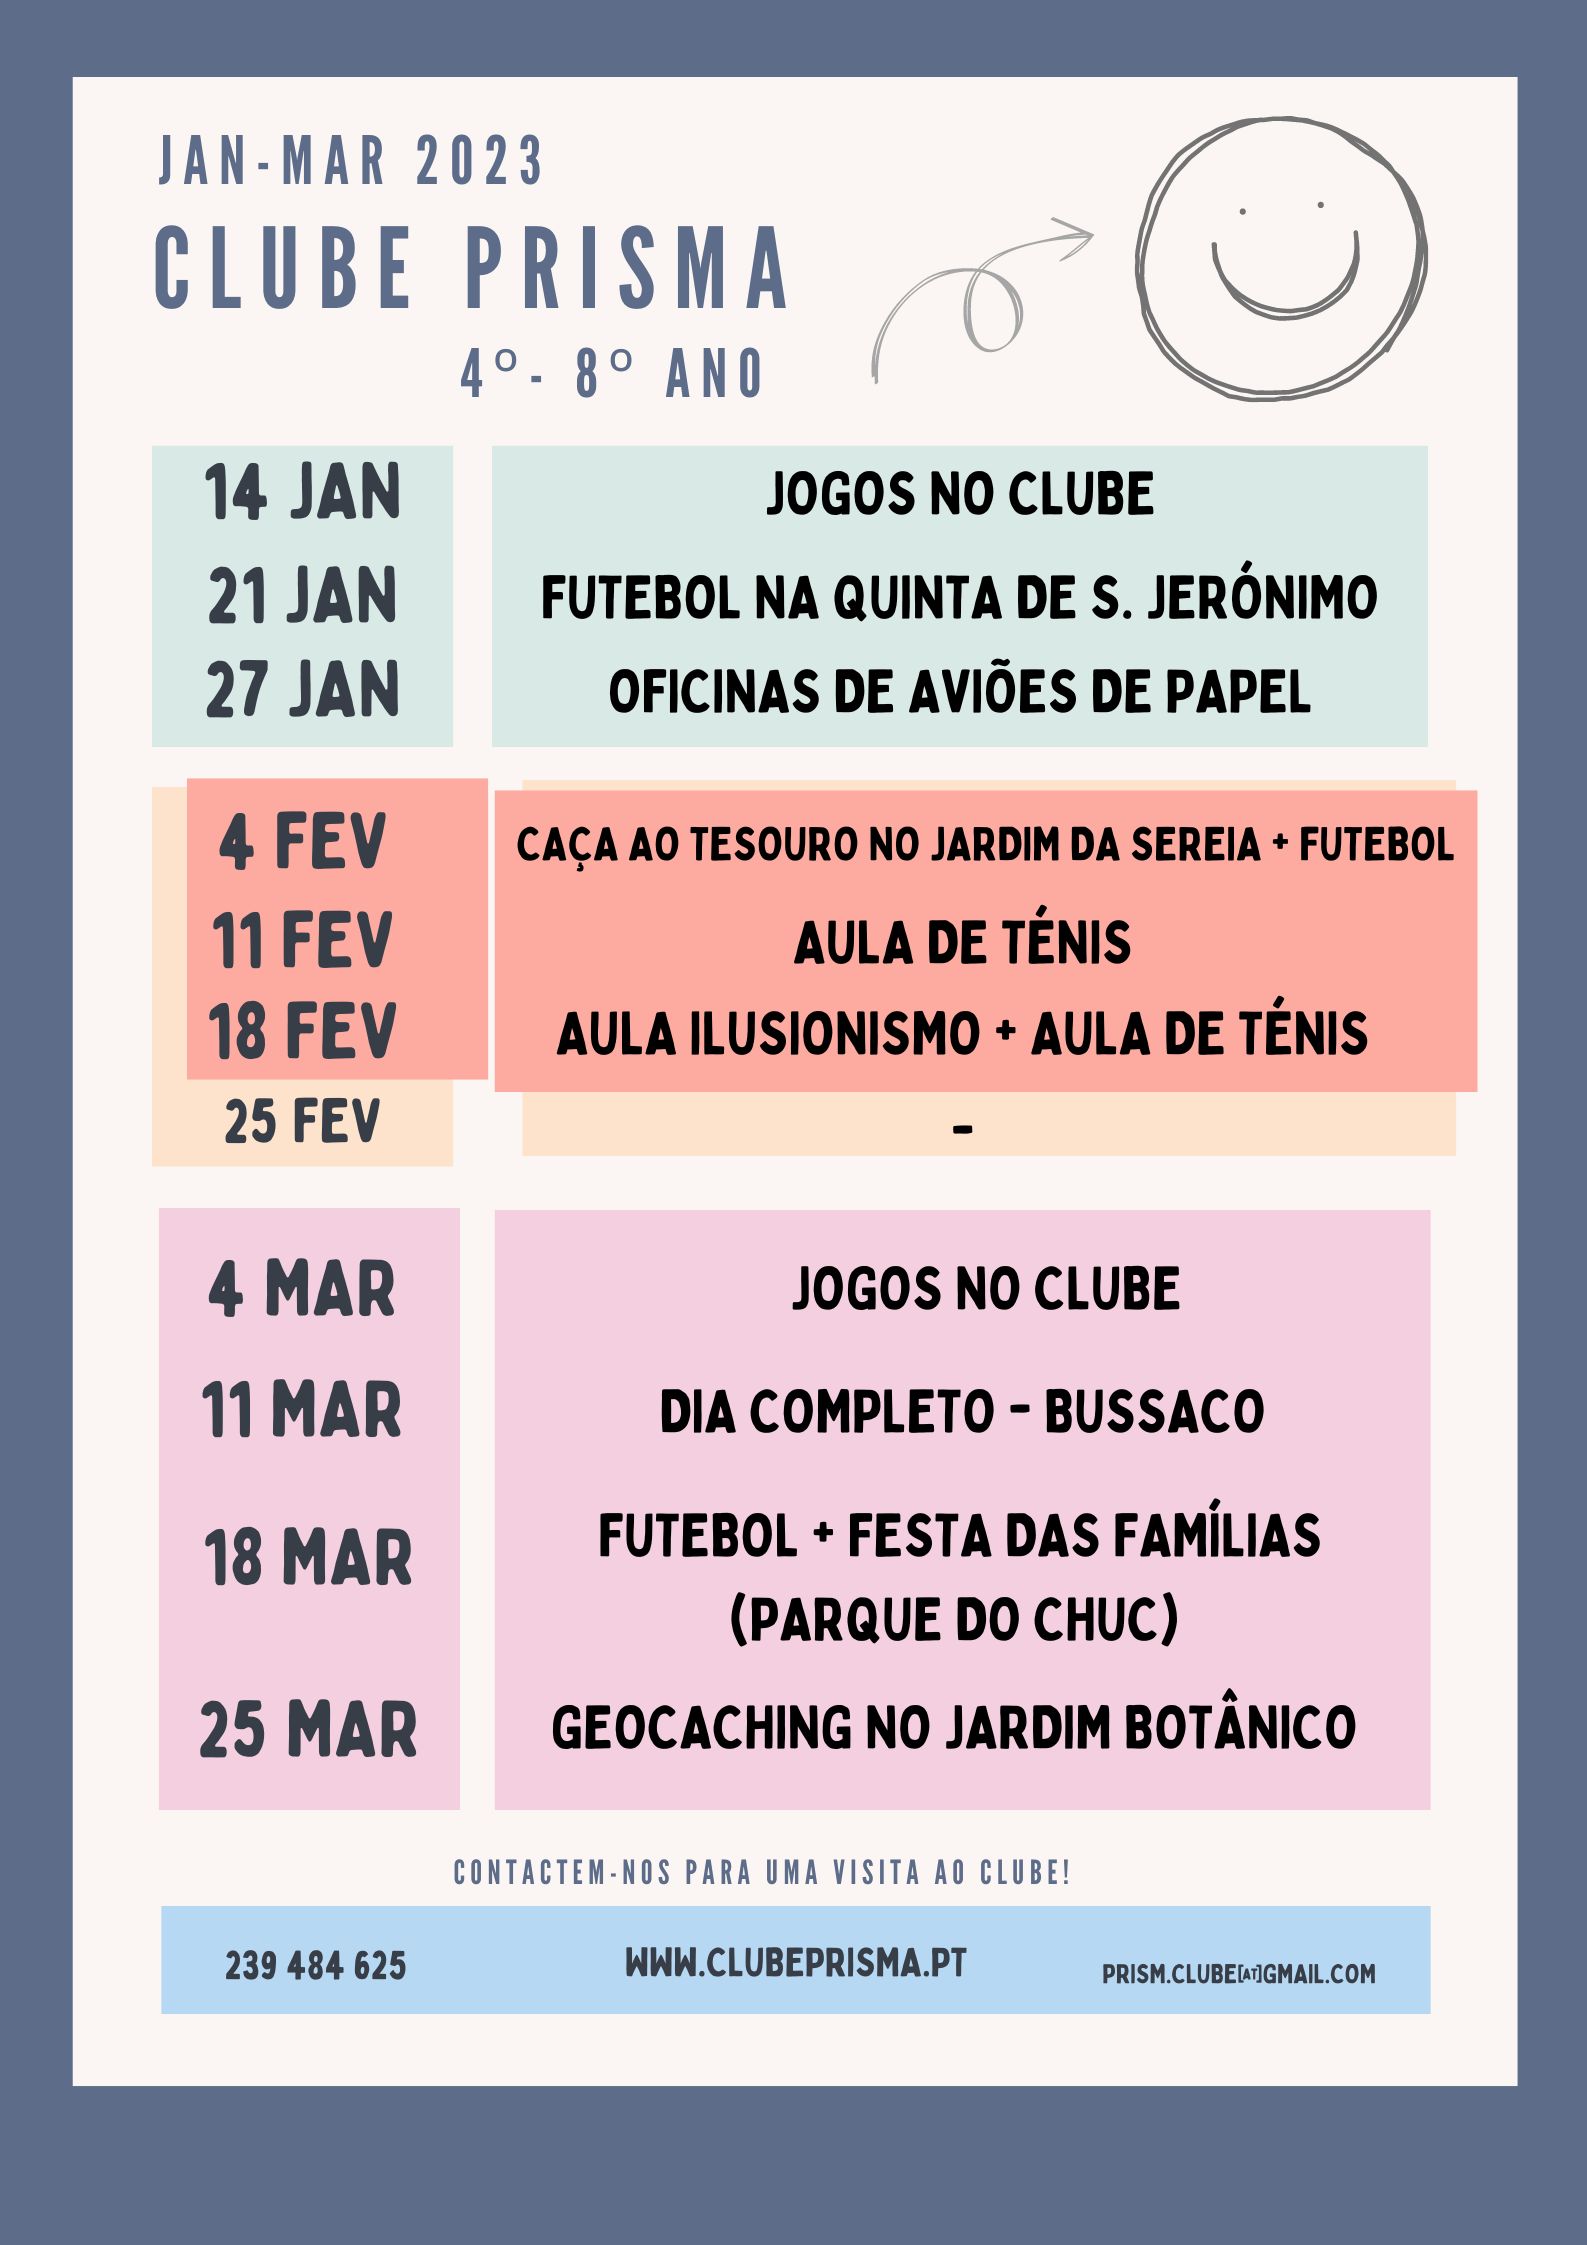 JAN-MAR 2023
CLUBE PRISMA
4º- 8º ANO
14 JAN JOGOS NO CLUBE
21 JAN FUTEBOL NA QUINTA DE S. JERÓNIMO
27 JAN OFICINAS DE AVIÕES DE PAPEL
4 FEV CAÇA AO TESOURO NO JARDIM DA SEREIA + FUTEBOL
11 FEV AULA DE TÉNIS
18 FEV AULA ILUSIONISMO + AULA DE TÉNIS
25 FEV -
4 MAR JOGOS NO CLUBE
11 MAR DIA COMPLETO - BUSSACO
18 MAR FUTEBOL + FESTA DAS FAMÍLIAS
(PARQUE DO CHUC)
25 MAR GEOCACHING NO JARDIM BOTÂNICO
CONTACTEM-NOS PARA UMA VISITA AO CLUBE!
239 484 625 WWW.CLUBEPRISMA.PT PRISM.CLUBE[AT]GMAIL.COM